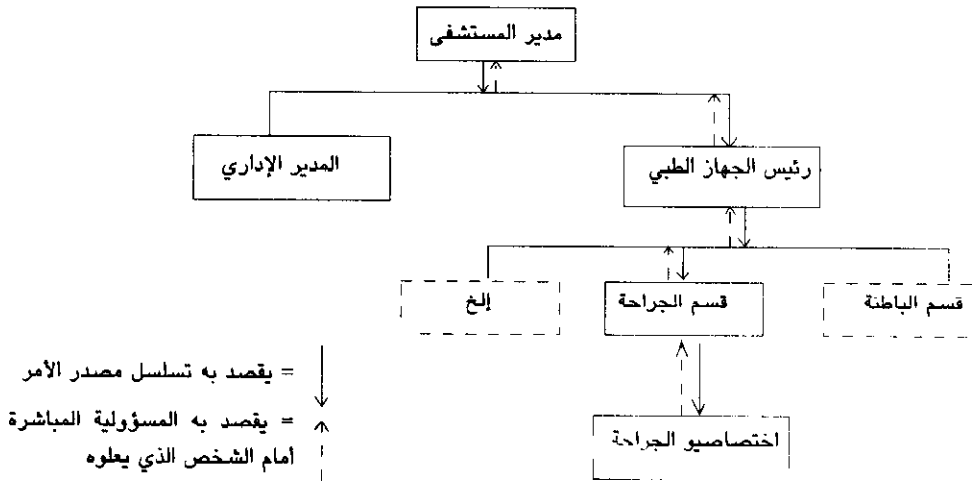 مدير المستشفى
رئيس الجهاز الطبي
المدير الإداري
قسم الباطنة
قسم الجراحة
إلخ
اختصاصيو الجراحة
= يقصد به تسلسل مصدر الأمر
= يقصد به المسؤولية المباشرة
أمام الشخص الذي يعلوه